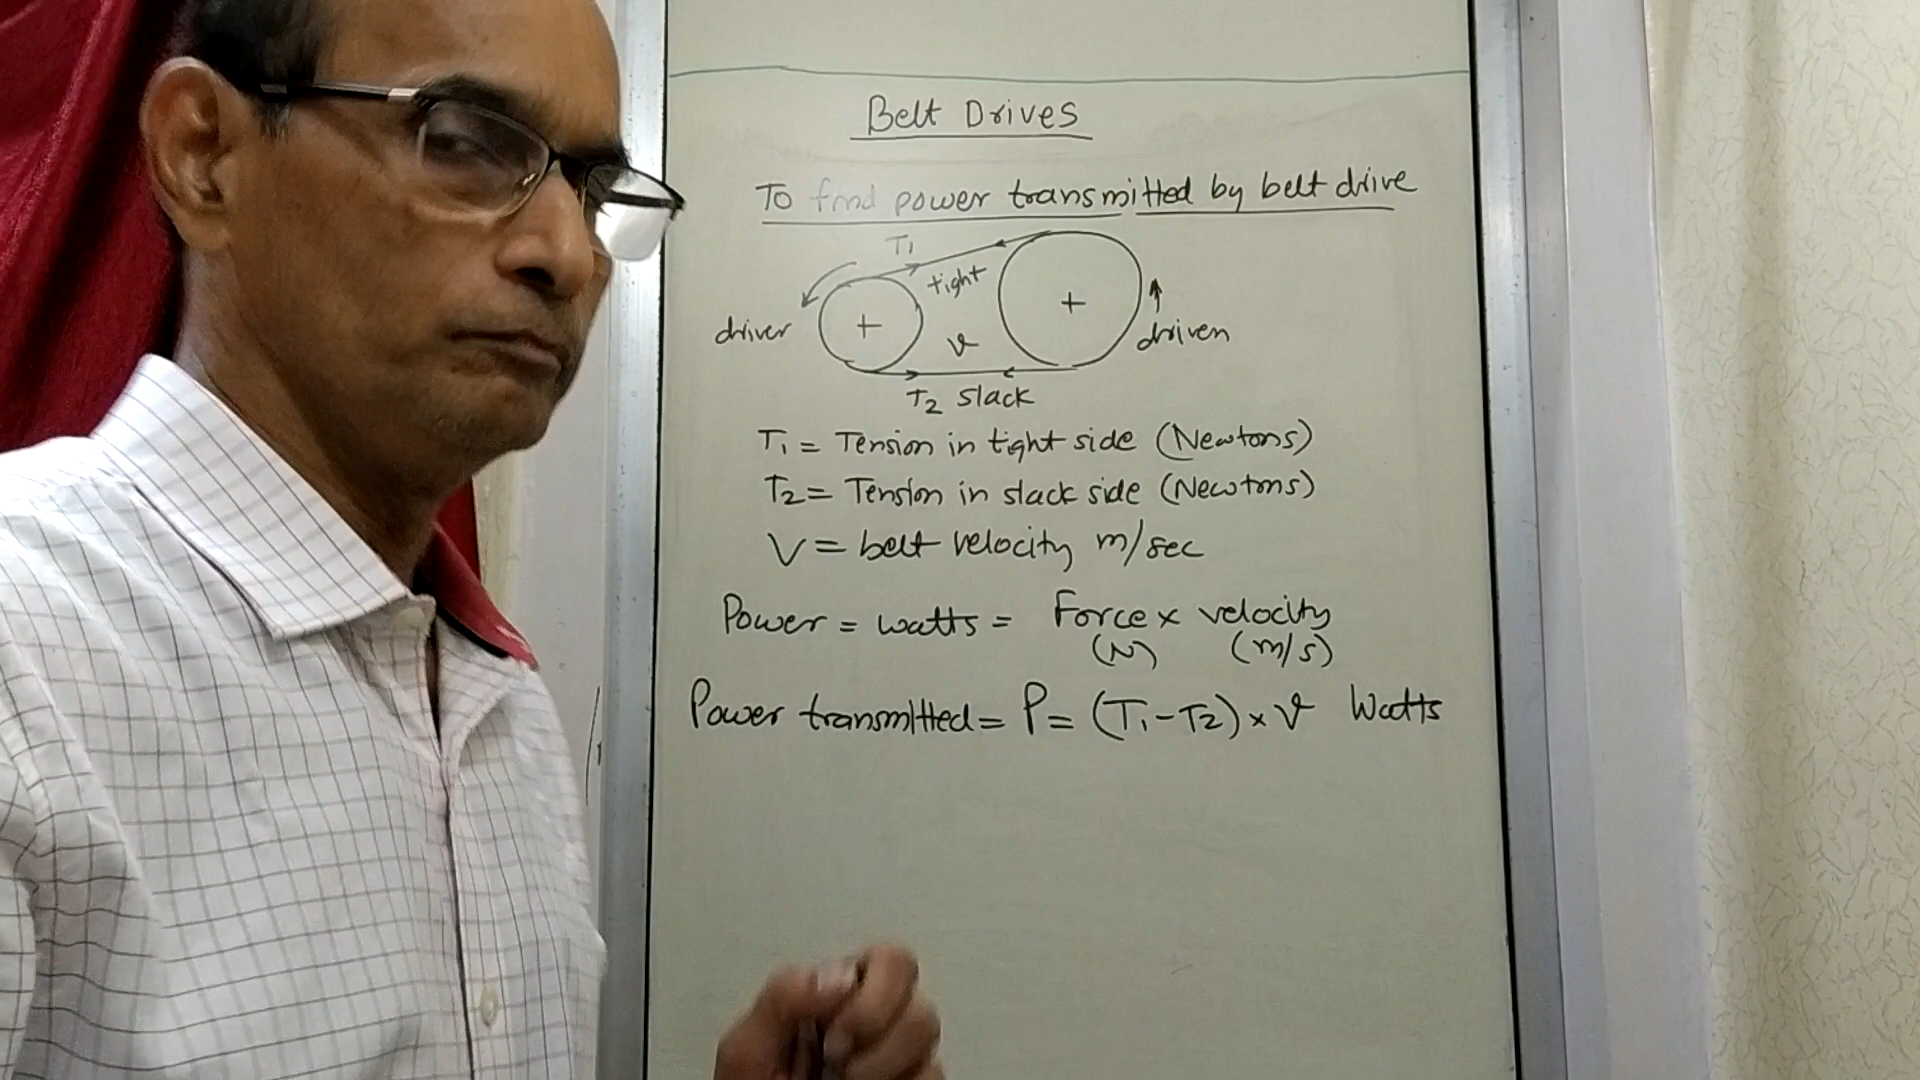 Belt Drives
To find power transmitted by belt drive
T1
tight
driver
v
driven
T2 slack
T1 = Tension in tight side (Newtons)
T2 = Tension in slack side (Newtons)
V = belt velocity m/sec
Power = watts = Force x velocity
(N) (m/s)
Power transmitted = P = (T1-T2) x v Watts